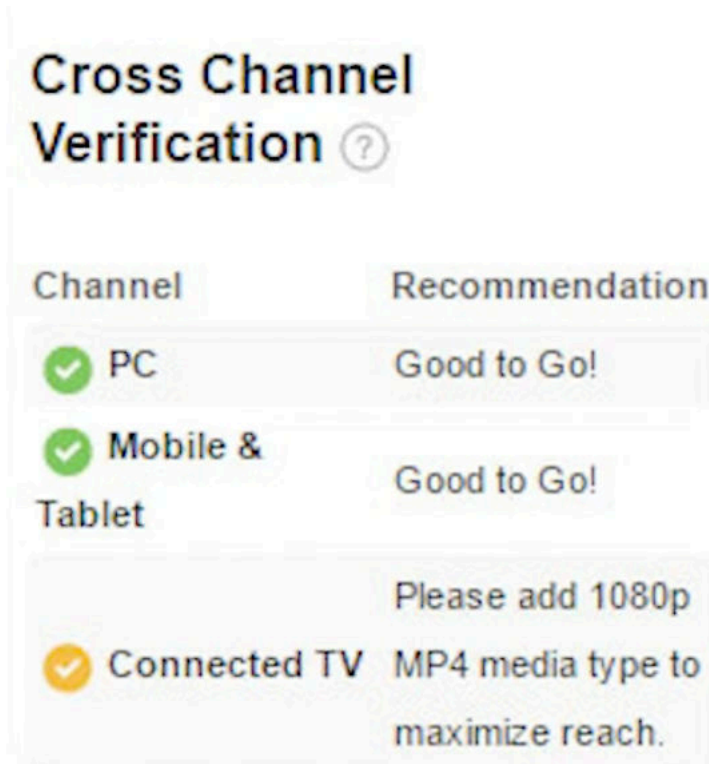 Cross Channel
Verification ?
Channel Recommendation
PC Good to Go!
Mobile &
Tablet
Good to Go!
Please add 1080p
Connected TV MP4 media type to
maximize reach.